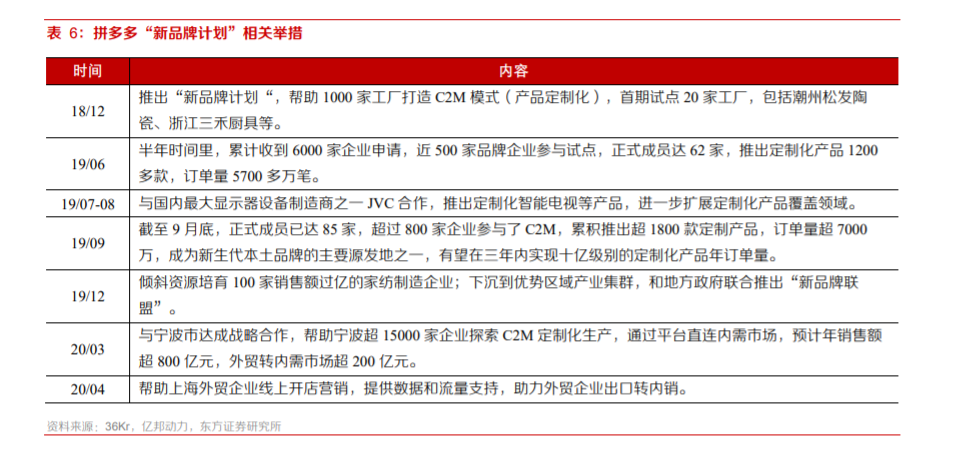 表 6：拼多多“新品牌计划”相关举措
时间 内容
18/12 推出“新品牌计划“，帮助 1000 家工厂打造 C2M 模式（产品定制化），首期试点 20 家工厂，包括潮州松发陶
瓷、浙江三禾厨具等。
19/06 半年时间里，累计收到 6000 家企业申请，近 500 家品牌企业参与试点，正式成员达 62 家，推出定制化产品 1200
多款，订单量 5700 多万笔。
19/07-08 与国内最大显示器设备制造商之一 JVC 合作，推出定制化智能电视等产品，进一步扩展定制化产品覆盖领域。
19/09 截至 9 月底，正式成员已达 85 家，超过 800 家企业参与了 C2M，累积推出超 1800 款定制产品，订单量超 7000
万，成为新生代本土品牌的主要源发地之一，有望在三年内实现十亿级别的定制化产品年订单量。
19/12 倾斜资源培育 100 家销售额过亿的家纺制造企业；下沉到优势区域产业集群，和地方政府联合推出“新品牌联
盟”。
20/03 与宁波市达成战略合作，帮助宁波超 15000 家企业探索 C2M 定制化生产，通过平台直连内需市场，预计年销售额
超 800 亿元，外贸转内需市场超 200 亿元。
20/04 帮助上海外贸企业线上开店营销，提供数据和流量支持，助力外贸企业出口转内销。
资料来源：36Kr，亿邦动力，东方证券研究所